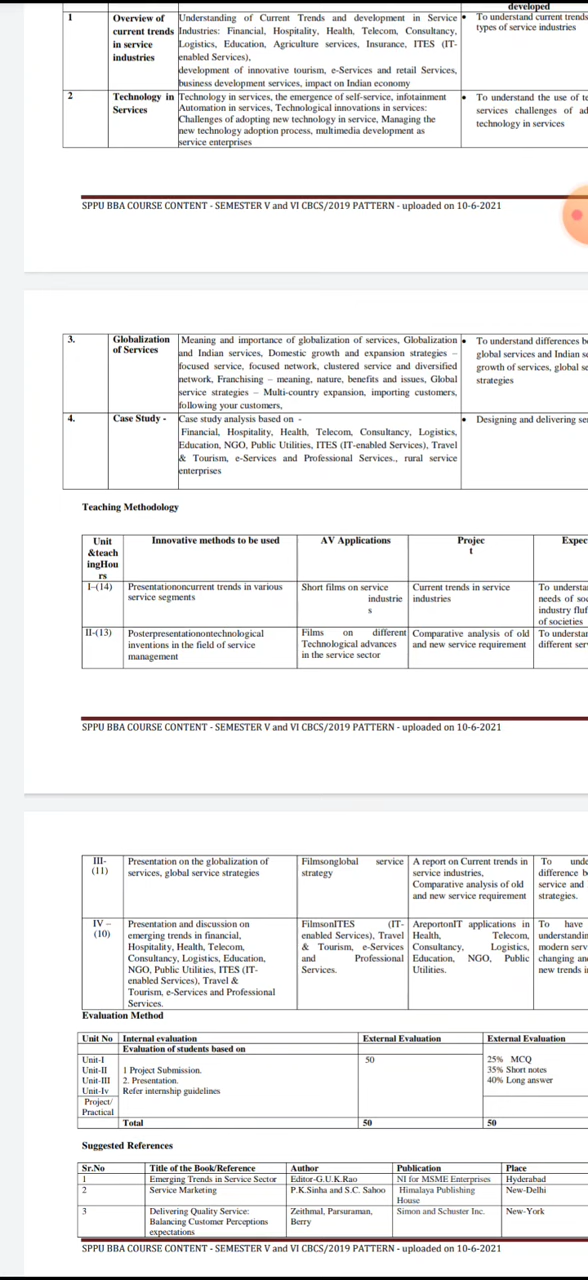 developed
1 Overview of current trends in service industries
Understanding of Current Trends and development in Service
Industries: Financial, Hospitality, Health, Telecom, Consultancy,
Logistics, Education, Agriculture services, Insurance, ITES (IT-
enabled Services),
development of innovative tourism, e-Services and retail Services,
business development services, impact on Indian economy
• To understand current trends
types of service industries
2 Technology in Services
Technology in services, the emergence of self-service, infotainment
Automation in services, Technological innovations in services:
Challenges of adopting new technology in service, Managing the
new technology adoption process, multimedia development as
service enterprises
• To understand the use of te
services challenges of ad
technology in services
SPPU BBA COURSE CONTENT - SEMESTER V and VI CBCS/2019 PATTERN - uploaded on 10-6-2021
3. Globalization of Services
Meaning and importance of globalization of services, Globalization
and Indian services, Domestic growth and expansion strategies –
focused service, focused network, clustered service and diversified
network, Franchising – meaning, nature, benefits and issues, Global
service strategies – Multi-country expansion, importing customers,
following your customers,
• To understand differences b
global services and Indian s
growth of services, global se
strategies
4. Case Study -
Case study analysis based on -
Financial, Hospitality, Health, Telecom, Consultancy, Logistics,
Education, NGO, Public Utilities, ITES (IT-enabled Services), Travel
& Tourism, e-Services and Professional Services., rural service
enterprises
• Designing and delivering se
Teaching Methodology
Unit &teach ingHou rs
Innovative methods to be used
AV Applications
Projec t
Expec
I–(14)
Presentationoncurrent trends in various
service segments
Short films on service
industrie
s
Current trends in service
industries
To understa
needs of soc
industry fluf
of societies
II-(13)
Posterpresentationontechnological
inventions in the field of service
management
Films on different
Technological advances
in the service sector
Comparative analysis of old
and new service requirement
To understan
different serv
SPPU BBA COURSE CONTENT - SEMESTER V and VI CBCS/2019 PATTERN - uploaded on 10-6-2021
III-
(11)
Presentation on the globalization of
services, global service strategies
Filmsonglobal service
strategy
A report on Current trends in
service industries,
Comparative analysis of old
and new service requirement
To unde
difference b
service and
strategies.
IV –
(10)
Presentation and discussion on
emerging trends in financial,
Hospitality, Health, Telecom,
Consultancy, Logistics, Education,
NGO, Public Utilities, ITES (IT-
enabled Services), Travel &
Tourism, e-Services and Professional
Services.
FilmsonITES (IT-
enabled Services), Travel
& Tourism, e-Services
and Professional
Services.
AreportonIT applications in
Health, Telecom,
Consultancy, Logistics,
Education, NGO, Public
Utilities.
To have
understandin
modern serv
changing and
new trends i
Evaluation Method
Unit No Internal evaluation External Evaluation External Evaluation
Evaluation of students based on
Unit-I 50 25% MCQ
Unit-II 1 Project Submission. 35% Short notes
Unit-III 2. Presentation. 40% Long answer
Unit-Iv Refer internship guidelines
Project/
Practical
Total 50 50
Suggested References
Sr.No Title of the Book/Reference Author Publication Place
1 Emerging Trends in Service Sector Editor-G.U.K.Rao NI for MSME Enterprises Hyderabad
2 Service Marketing P.K.Sinha and S.C. Sahoo Himalaya Publishing House New-Delhi
3 Delivering Quality Service:
Balancing Customer Perceptions
expectations
Zeithmal, Parsuraman,
Berry
Simon and Schuster Inc. New-York
SPPU BBA COURSE CONTENT - SEMESTER V and VI CBCS/2019 PATTERN - uploaded on 10-6-2021